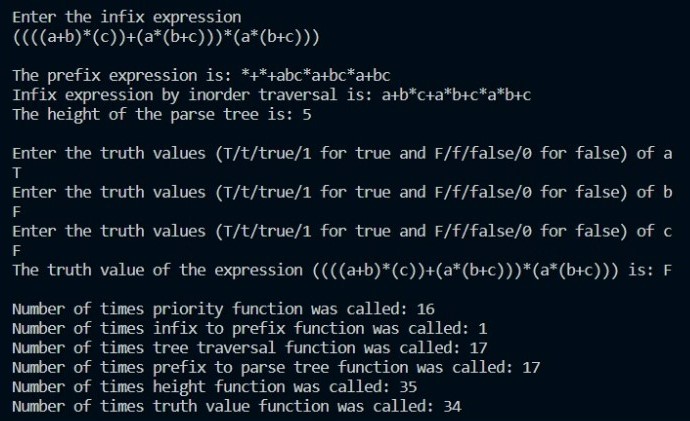 Enter the infix expression
((((a+b)*(c))+(a*(b+c)))*(a*(b+c)))
The prefix expression is: *+*+abc*a+bc*a+bc
Infix expression by inorder traversal is: a+b*c+a*b+c*a*b+c
The height of the parse tree is: 5
Enter the truth values (T/t/true/1 for true and F/f/false/0 for false) of a
T
Enter the truth values (T/t/true/1 for true and F/f/false/0 for false) of b
F
Enter the truth values (T/t/true/1 for true and F/f/false/0 for false) of c
F
The truth value of the expression ((((a+b)*(c))+(a*(b+c)))*(a*(b+c))) is: F
Number of times priority function was called: 16
Number of times infix to prefix function was called: 1
Number of times tree traversal function was called: 17
Number of times prefix to parse tree function was called: 17
Number of times height function was called: 35
Number of times truth value function was called: 34